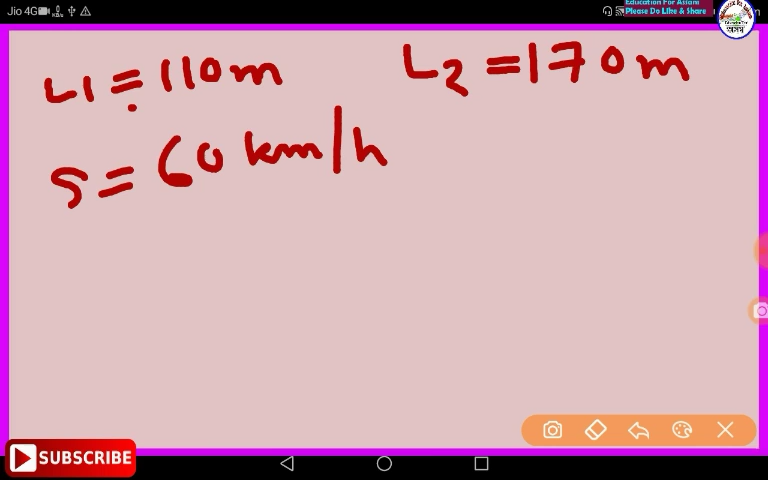 Jio 4G
Education For Assam
Please Do Like & Share
L1 = 110m L2 = 170m
S = 60 km/h
SUBSCRIBE